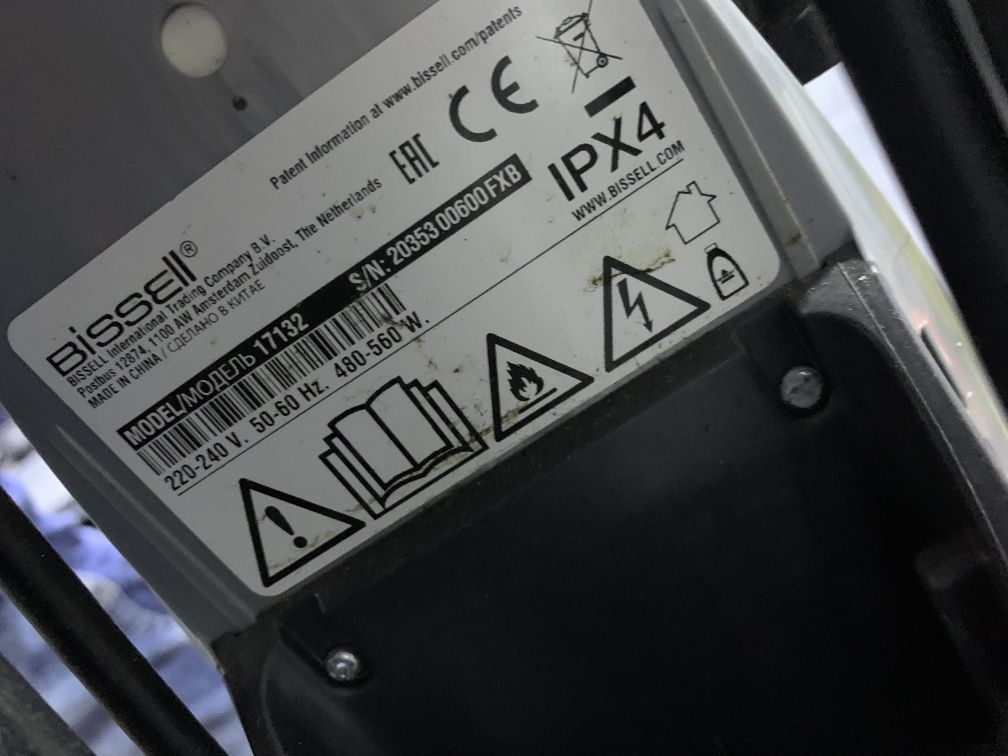 Patent Information at www.bissell.com/patents
BISSELL®
BISSELL International Trading Company B.V.
Postbus 12874, 1100 AW Amsterdam Zuidoost, The Netherlands
MADE IN CHINA / СДЕЛАНО В КИТАЕ
EAC CE
MODEL/МОДЕЛЬ 17132 S/N: 20353 00600 FXB
220-240 V. 50-60 Hz. 480-560 W.
IPX4
WWW.BISSELL.COM